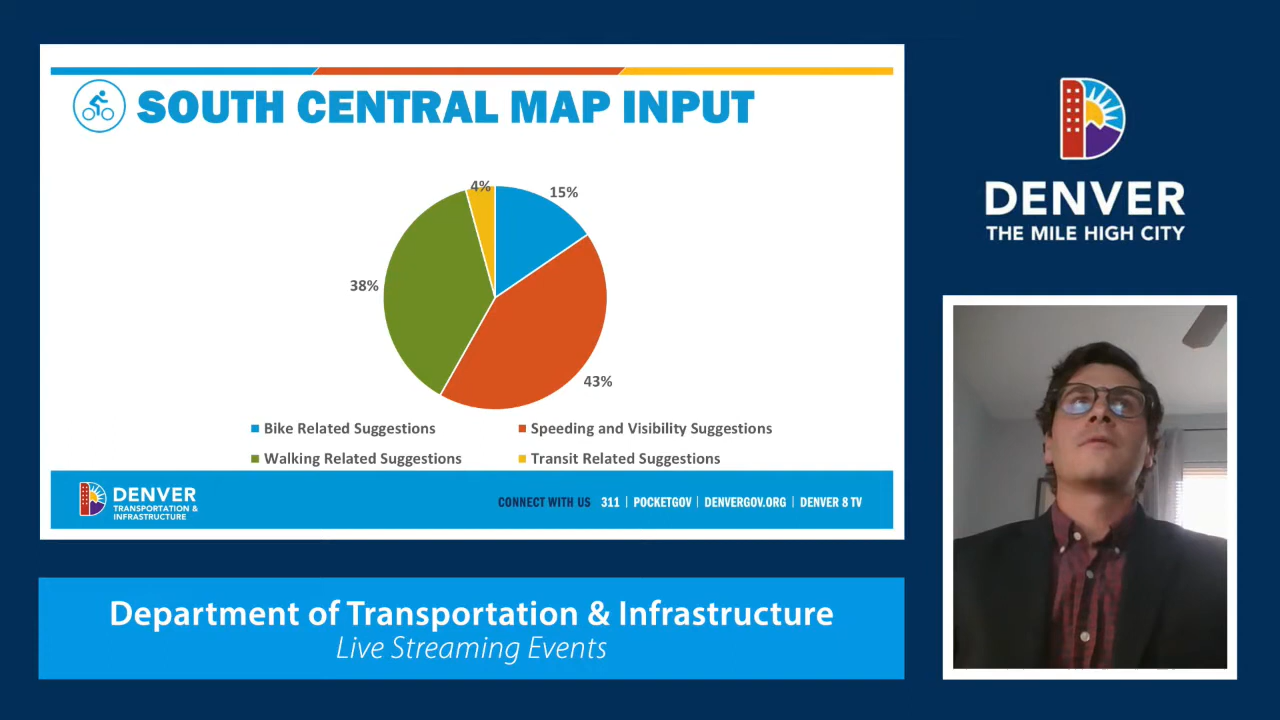 SOUTH CENTRAL MAP INPUT
4%
15%
38%
43%
Bike Related Suggestions
Speeding and Visibility Suggestions
Walking Related Suggestions
Transit Related Suggestions
DENVER
TRANSPORTATION &
INFRASTRUCTURE
CONNECT WITH US 311 | POCKETGOV | DENVERGOV.ORG | DENVER 8 TV
Department of Transportation & Infrastructure
Live Streaming Events
DENVER
THE MILE HIGH CITY